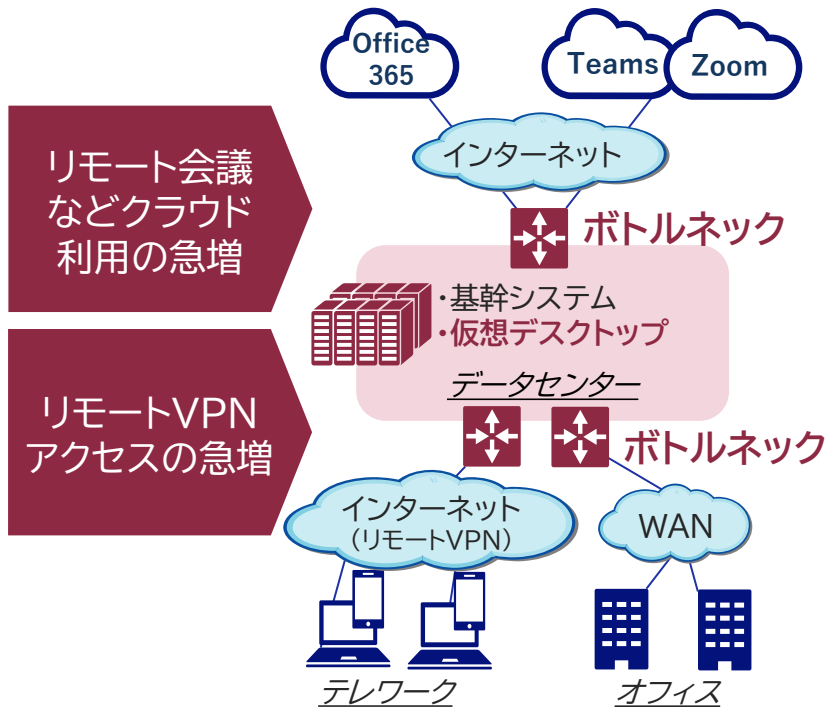 Office
365
Teams
Zoom
リモート会議
などクラウド
利用の急増
インターネット
ボトルネック
・基幹システム
・仮想デスクトップ
データセンター
リモートVPN
アクセスの急増
ボトルネック
インターネット
（リモートVPN）
WAN
テレワーク
オフィス